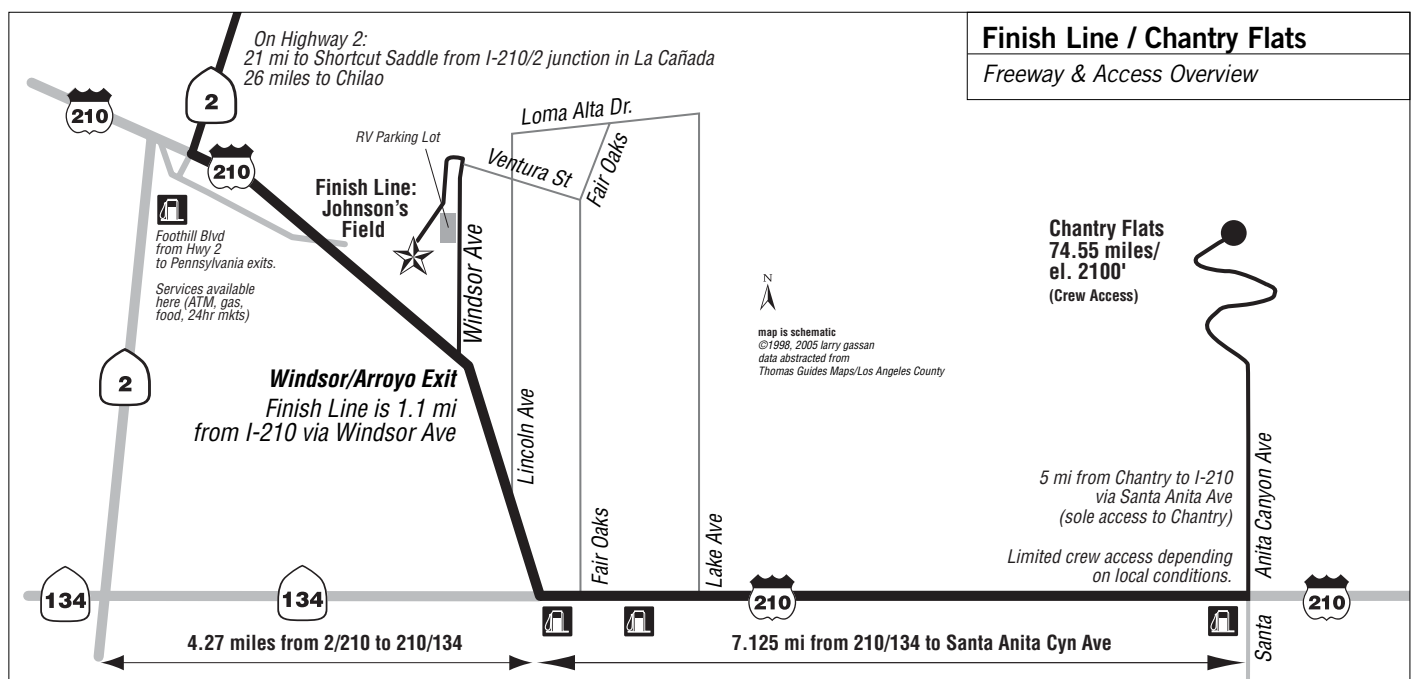 Finish Line / Chantry Flats
Freeway & Access Overview
On Highway 2:
21 mi to Shortcut Saddle from I-210/2 junction in La Cañada
26 miles to Chilao
210
2
210
RV Parking Lot
Loma Alta Dr.
Ventura St
Fair Oaks
Finish Line:
Johnson's
Field
Windsor Ave
Foothill Blvd
from Hwy 2
to Pennsylvania exits.
Services available
here (ATM, gas,
food, 24hr mkts)
2
Chantry Flats
74.55 miles/
el. 2100'
(Crew Access)
N
map is schematic
©1998, 2005 larry gassan
data abstracted from
Thomas Guides Maps/Los Angeles County
Windsor/Arroyo Exit
Finish Line is 1.1 mi
from I-210 via Windsor Ave
Lincoln Ave
Fair Oaks
Lake Ave
5 mi from Chantry to I-210
via Santa Anita Ave
(sole access to Chantry)
Limited crew access depending
on local conditions.
Santa Anita Canyon Ave
134
134
210
210
4.27 miles from 2/210 to 210/134
7.125 mi from 210/134 to Santa Anita Cyn Ave